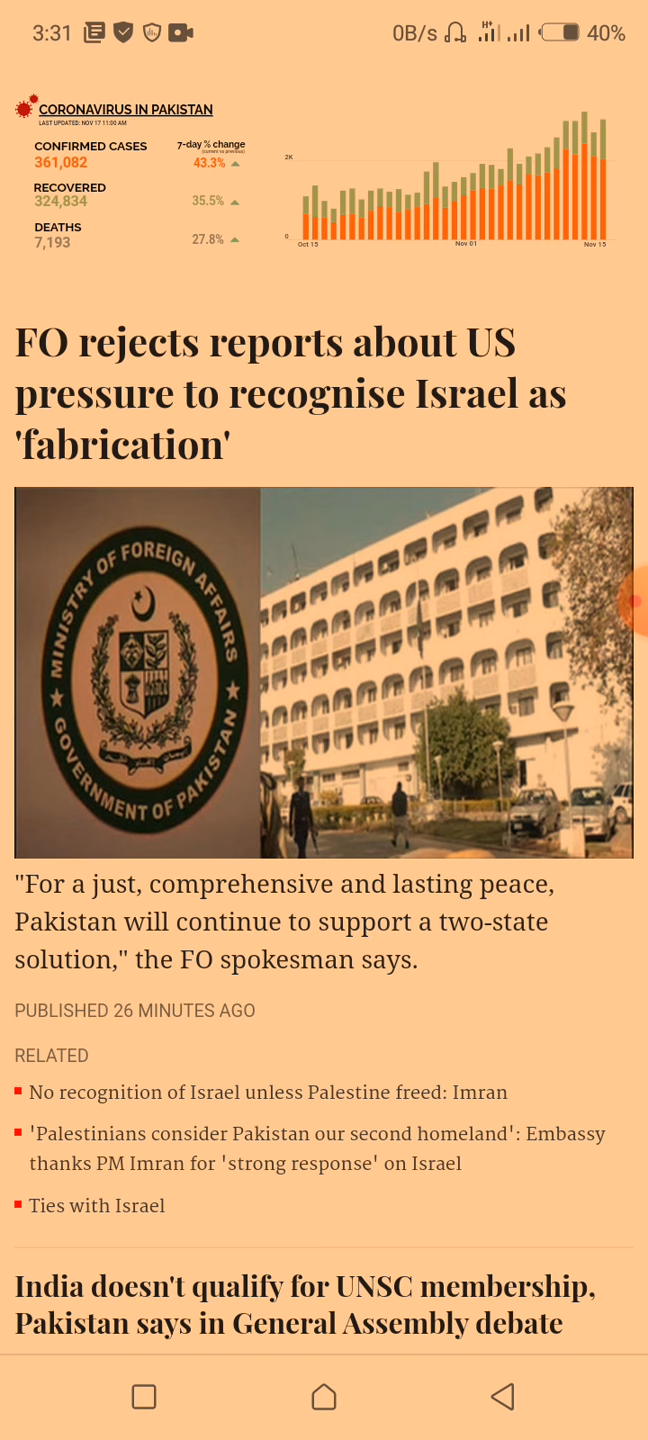 3:31
0B/s H+ 40%
CORONAVIRUS IN PAKISTAN
LAST UPDATED: NOV 17 11:00 AM
CONFIRMED CASES
7-day % change
(current vs previous)
361,082
43.3%
RECOVERED
324,834
35.5%
DEATHS
7,193
27.8%
2K
0
Oct 15
Nov 01
Nov 15
FO rejects reports about US
pressure to recognise Israel as
'fabrication'
MINISTRY OF FOREIGN AFFAIRS
GOVERNMENT OF PAKISTAN
"For a just, comprehensive and lasting peace,
Pakistan will continue to support a two-state
solution," the FO spokesman says.
PUBLISHED 26 MINUTES AGO
RELATED
No recognition of Israel unless Palestine freed: Imran
'Palestinians consider Pakistan our second homeland': Embassy
thanks PM Imran for 'strong response' on Israel
Ties with Israel
India doesn't qualify for UNSC membership,
Pakistan says in General Assembly debate